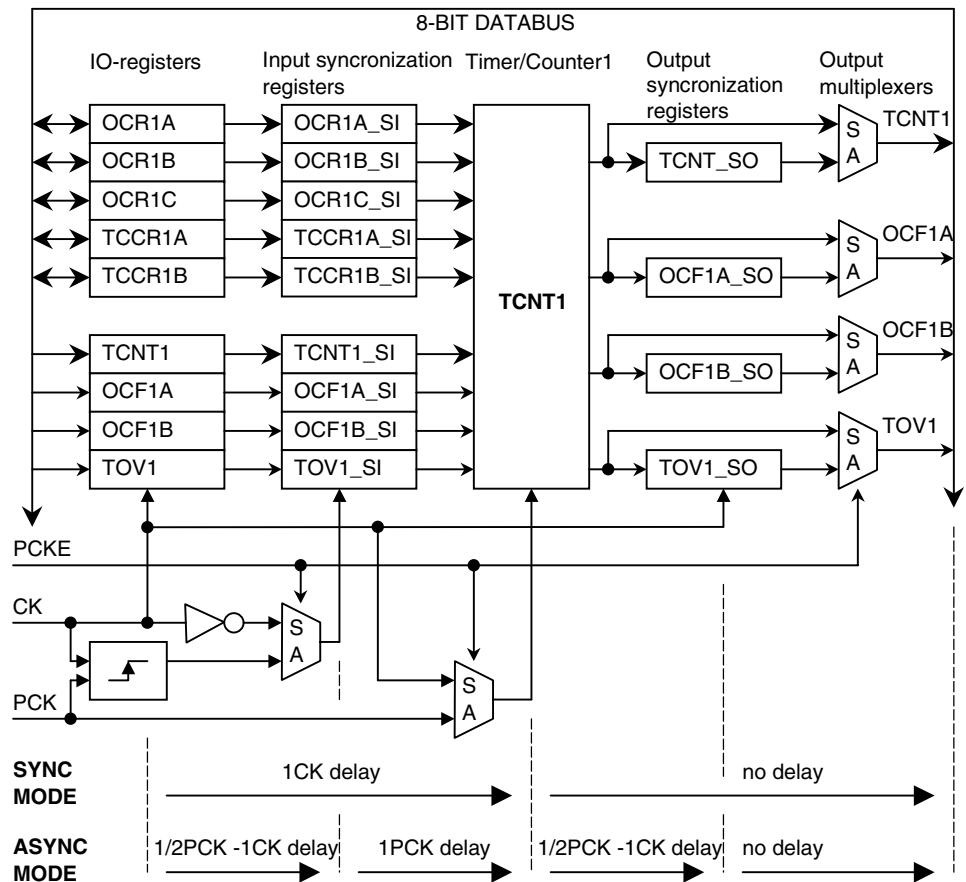 8-BIT DATABUS
IO-registers
Input syncronization
registers
Timer/Counter1
Output
syncronization
registers
Output
multiplexers
OCR1A
OCR1B
OCR1C
TCCR1A
TCCR1B
TCNT1
OCF1A
OCF1B
TOV1
OCR1A_SI
OCR1B_SI
OCR1C_SI
TCCR1A_SI
TCCR1B_SI
TCNT1_SI
OCF1A_SI
OCF1B_SI
TOV1_SI
TCNT1
TCNT_SO
OCF1A_SO
OCF1B_SO
TOV1_SO
S
A
TCNT1
S
A
OCF1A
S
A
OCF1B
S
A
TOV1
PCKE
CK
S
A
PCK
S
A
SYNC
MODE
1CK delay
no delay
ASYNC
MODE
1/2PCK -1CK delay
1PCK delay
1/2PCK -1CK delay
no delay